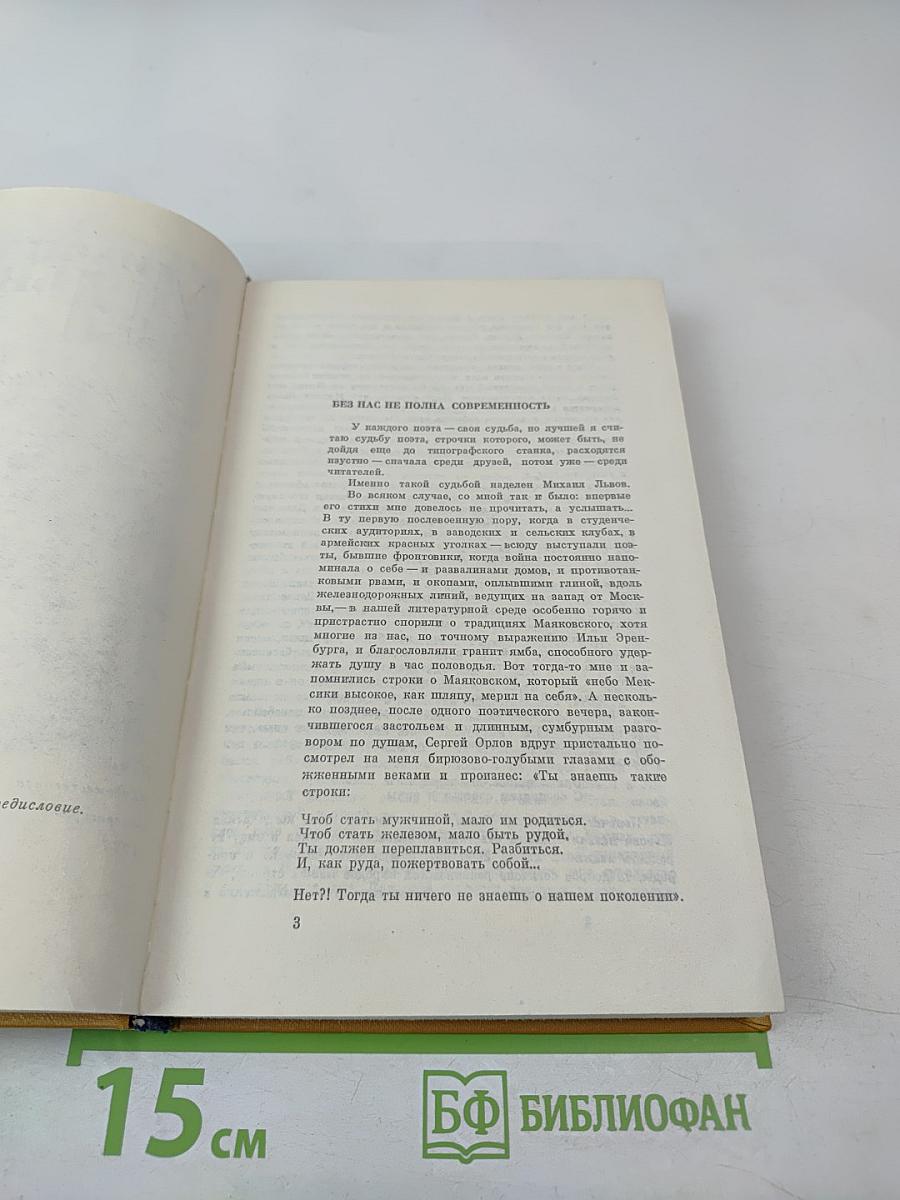 едисловие.
БЕЗ НАС НЕ ПОЛНА СОВРЕМЕННОСТЬ
У каждого поэта — своя судьба, но лучшей я счи-
таю судьбу поэта, строчки которого, может быть, не
дойдя еще до типографского станка, расходятся
изустно — сначала среди друзей, потом уже — среди
читателей.
Именно такой судьбой наделен Михаил Львов.
Во всяком случае, со мной так и было: впервые
его стихи мне довелось не прочитать, а услышать...
В ту первую послевоенную пору, когда в студенче-
ских аудиториях, в заводских и сельских клубах, в
армейских красных уголках — всюду выступали поэ-
ты, бывшие фронтовики, когда война постоянно напо-
минала о себе — и развалинами домов, и противотан-
ковыми рвами, и окопами, оплывшими глиной, вдоль
железнодорожных линий, ведущих на запад от Моск-
вы, — в нашей литературной среде особенно горячо и
пристрастно спорили о традициях Маяковского, хотя
многие из нас, по точному выражению Ильи Эрен-
бурга, и благословляли гранит ямба, способного удер-
жать душу в час половодья. Вот тогда-то мне и за-
помнились строки о Маяковском, который «небо Мек-
сики высокое, как шляпу, мерил на себя». А несколь-
ко позднее, после одного поэтического вечера, закон-
чившегося застольем и длинным, сумбурным разго-
вором по душам, Сергей Орлов вдруг пристально по-
смотрел на меня бирюзово-голубыми глазами с обо-
жженными веками и произнес: «Ты знаешь такие
строки:
Чтоб стать мужчиной, мало им родиться.
Чтоб стать железом, мало быть рудой.
Ты должен переплавиться. Разбиться.
И, как руда, пожертвовать собой...
Нет?! Тогда ты ничего не знаешь о нашем поколении».
3
15 см
БФ БИБЛИОФАН